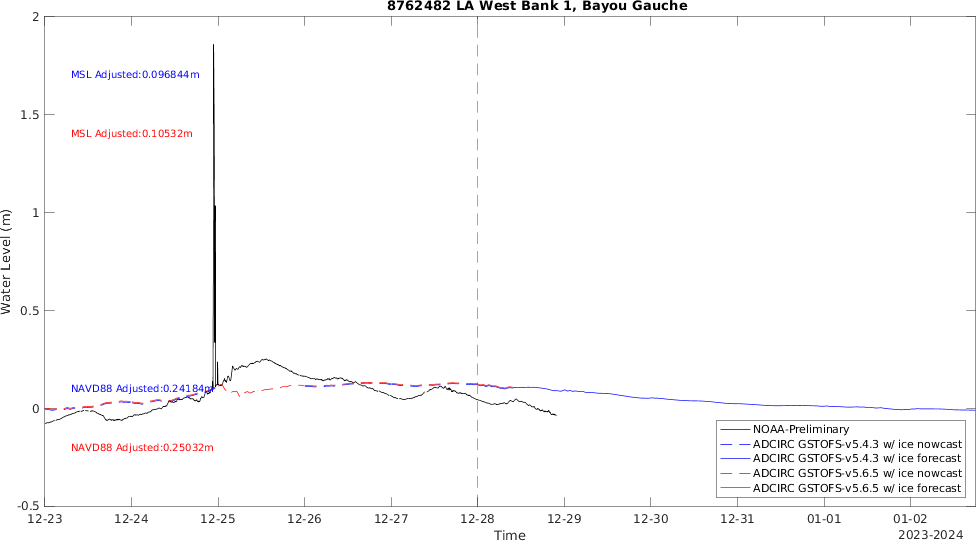 8762482 LA West Bank 1, Bayou Gauche
2
1.5
1
0.5
0
-0.5
Water Level (m)
MSL Adjusted:0.096844m
MSL Adjusted:0.10532m
NAVD88 Adjusted:0.24184m
NAVD88 Adjusted:0.25032m
NOAA-Preliminary
ADCIRC GSTOFS-v5.4.3 w/ ice nowcast
ADCIRC GSTOFS-v5.4.3 w/ ice forecast
ADCIRC GSTOFS-v5.6.5 w/ ice nowcast
ADCIRC GSTOFS-v5.6.5 w/ ice forecast
12-23 12-24 12-25 12-26 12-27 12-28 12-29 12-30 12-31 01-01 01-02
Time
2023-2024